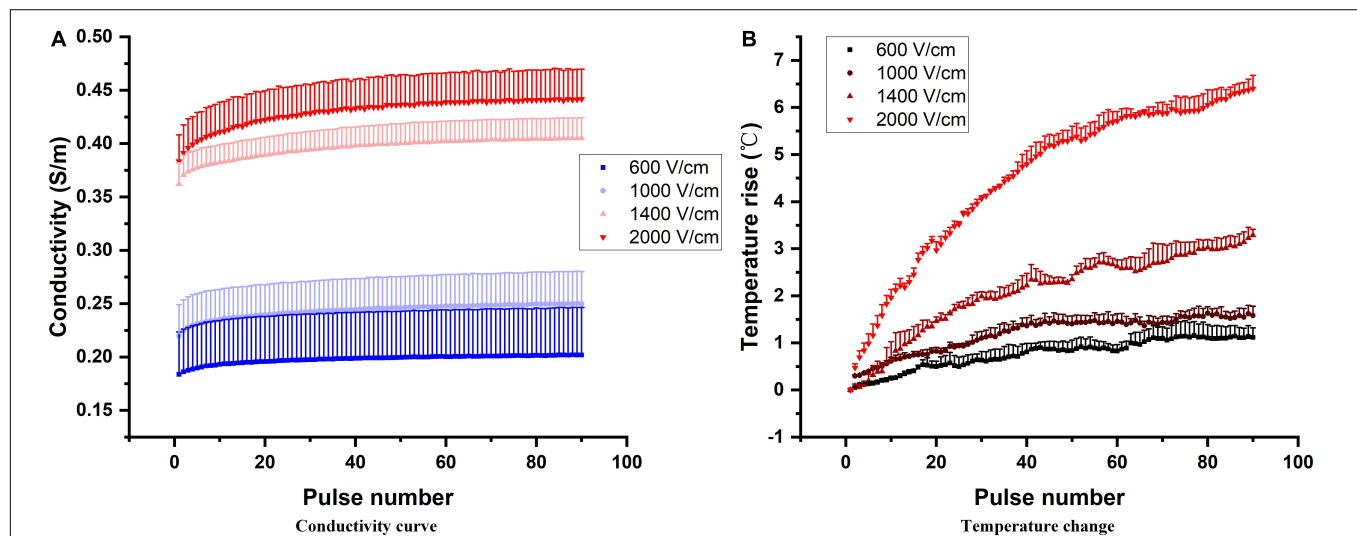 A
0.50
0.45
0.40
0.35
0.30
0.25
0.20
0.15
Conductivity (S/m)
600 V/cm
1000 V/cm
1400 V/cm
2000 V/cm
0
20
40
60
80
100
Pulse number
Conductivity curve
B
7
6
5
4
3
2
1
0
-1
Temperature rise (℃)
600 V/cm
1000 V/cm
1400 V/cm
2000 V/cm
0
20
40
60
80
100
Pulse number
Temperature change